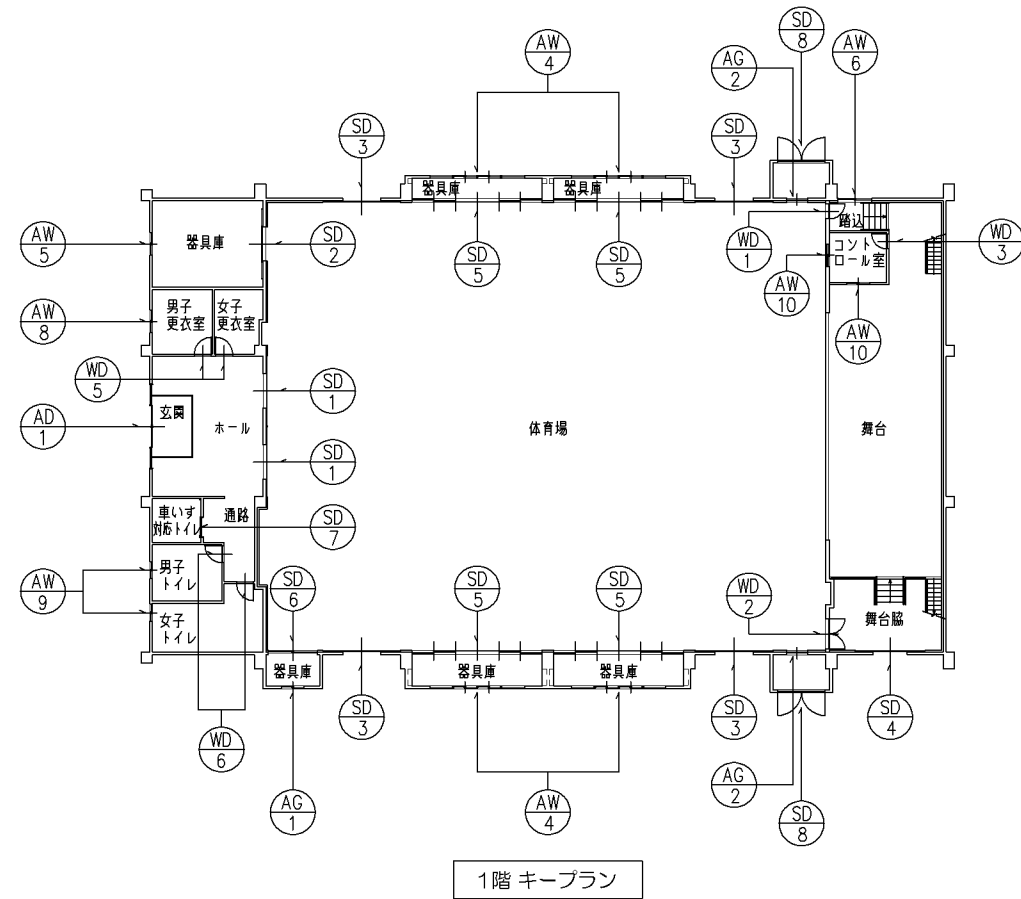 SD
8
AW
4
AW
6
AG
2
SD
3
SD
3
器具庫
器具庫
踏込
AW
5
器具庫
SD
2
SD
5
SD
5
WD
1
コント
ロール室
WD
3
AW
10
AW
8
男子
更衣室
女子
更衣室
AW
10
WD
5
SD
1
玄関
AD
1
ホール
体育場
舞台
SD
1
車いす
対応トイレ
通路
SD
7
AW
9
男子
トイレ
SD
6
SD
5
SD
5
WD
2
女子
トイレ
舞台脇
器具庫
器具庫
器具庫
SD
3
SD
3
SD
4
WD
6
AG
2
AG
1
AW
4
SD
8
1階 キープラン